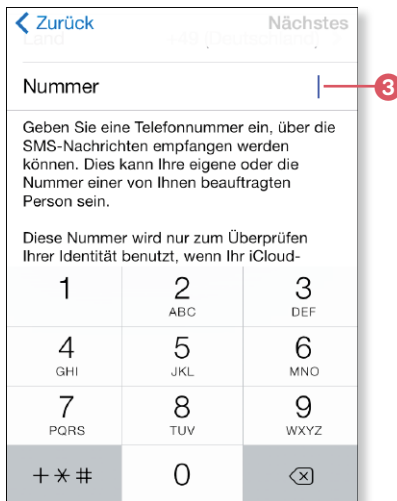 Zurück Nächstes
Land +49 (Deutschland)
Nummer
3
Geben Sie eine Telefonnummer ein, über die
SMS-Nachrichten empfangen werden
können. Dies kann Ihre eigene oder die
Nummer einer von Ihnen beauftragten
Person sein.
Diese Nummer wird nur zum Überprüfen
Ihrer Identität benutzt, wenn Ihr iCloud-
1 2 3
ABC DEF
4 5 6
GHI JKL MNO
7 8 9
PQRS TUV WXYZ
+*# 0